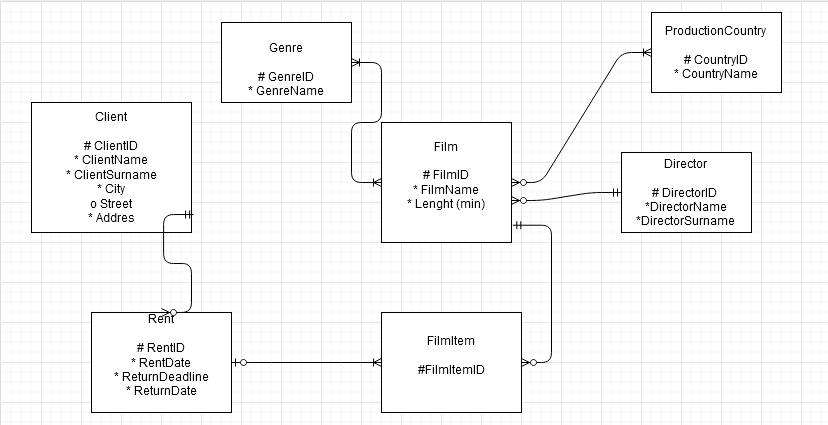 Genre
# GenreID
* GenreName
ProductionCountry
# CountryID
* CountryName
Client
# ClientID
* ClientName
* ClientSurname
* City
o Street
* Addres
Film
# FilmID
* FilmName
* Lenght (min)
Director
# DirectorID
*DirectorName
*DirectorSurname
Rent
# RentID
* RentDate
* ReturnDeadline
* ReturnDate
FilmItem
#FilmItemID